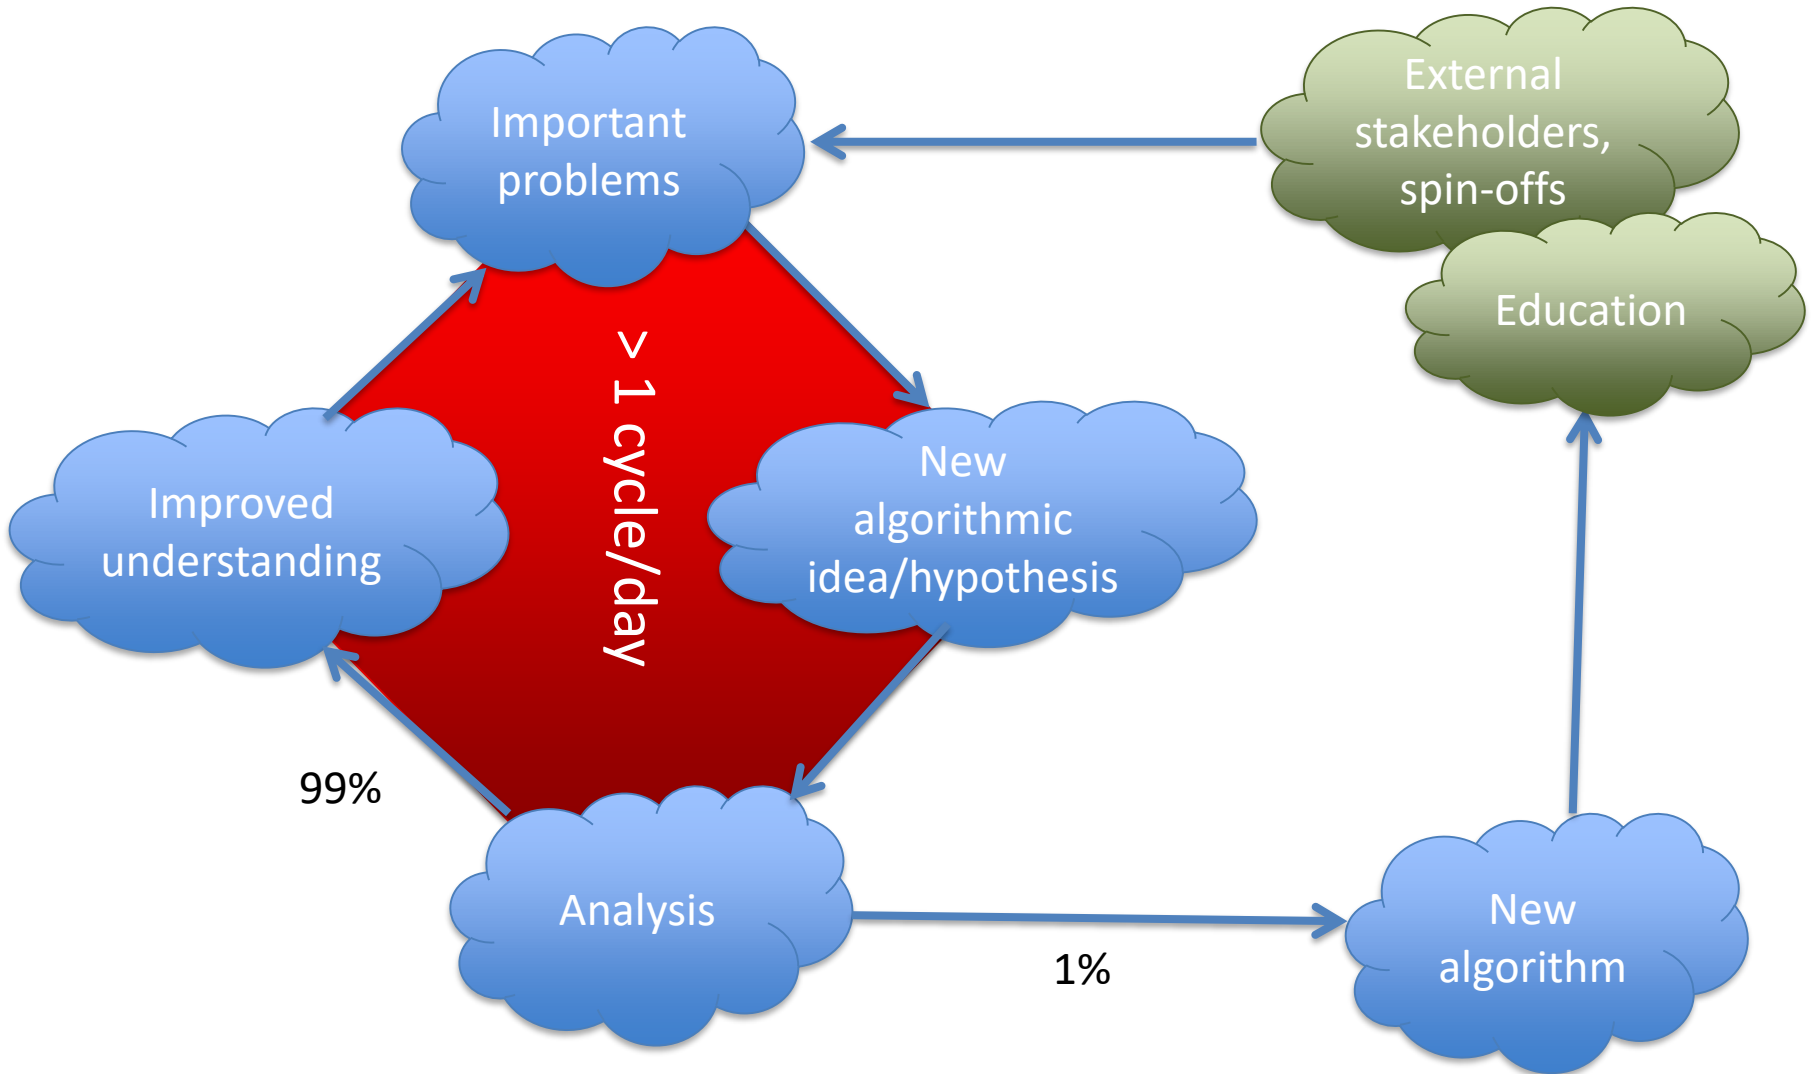 Important
problems
External
stakeholders,
spin-offs
Education
> 1 cycle/day
New
algorithmic
idea/hypothesis
Improved
understanding
99%
Analysis
1%
New
algorithm